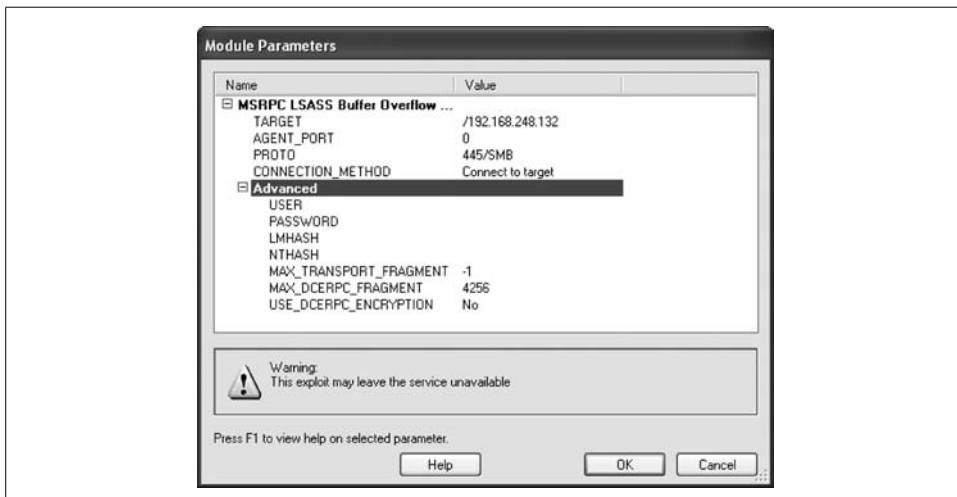 Module Parameters
Name Value
MSRPC LSASS Buffer Overflow ...
TARGET /192.168.248.132
AGENT_PORT 0
PROTO 445/SMB
CONNECTION_METHOD Connect to target
Advanced
USER
PASSWORD
LMHASH
NTHASH
MAX_TRANSPORT_FRAGMENT -1
MAX_DCERPC_FRAGMENT 4256
USE_DCERPC_ENCRYPTION No
Warning:
This exploit may leave the service unavailable
Press F1 to view help on selected parameter.
Help OK Cancel